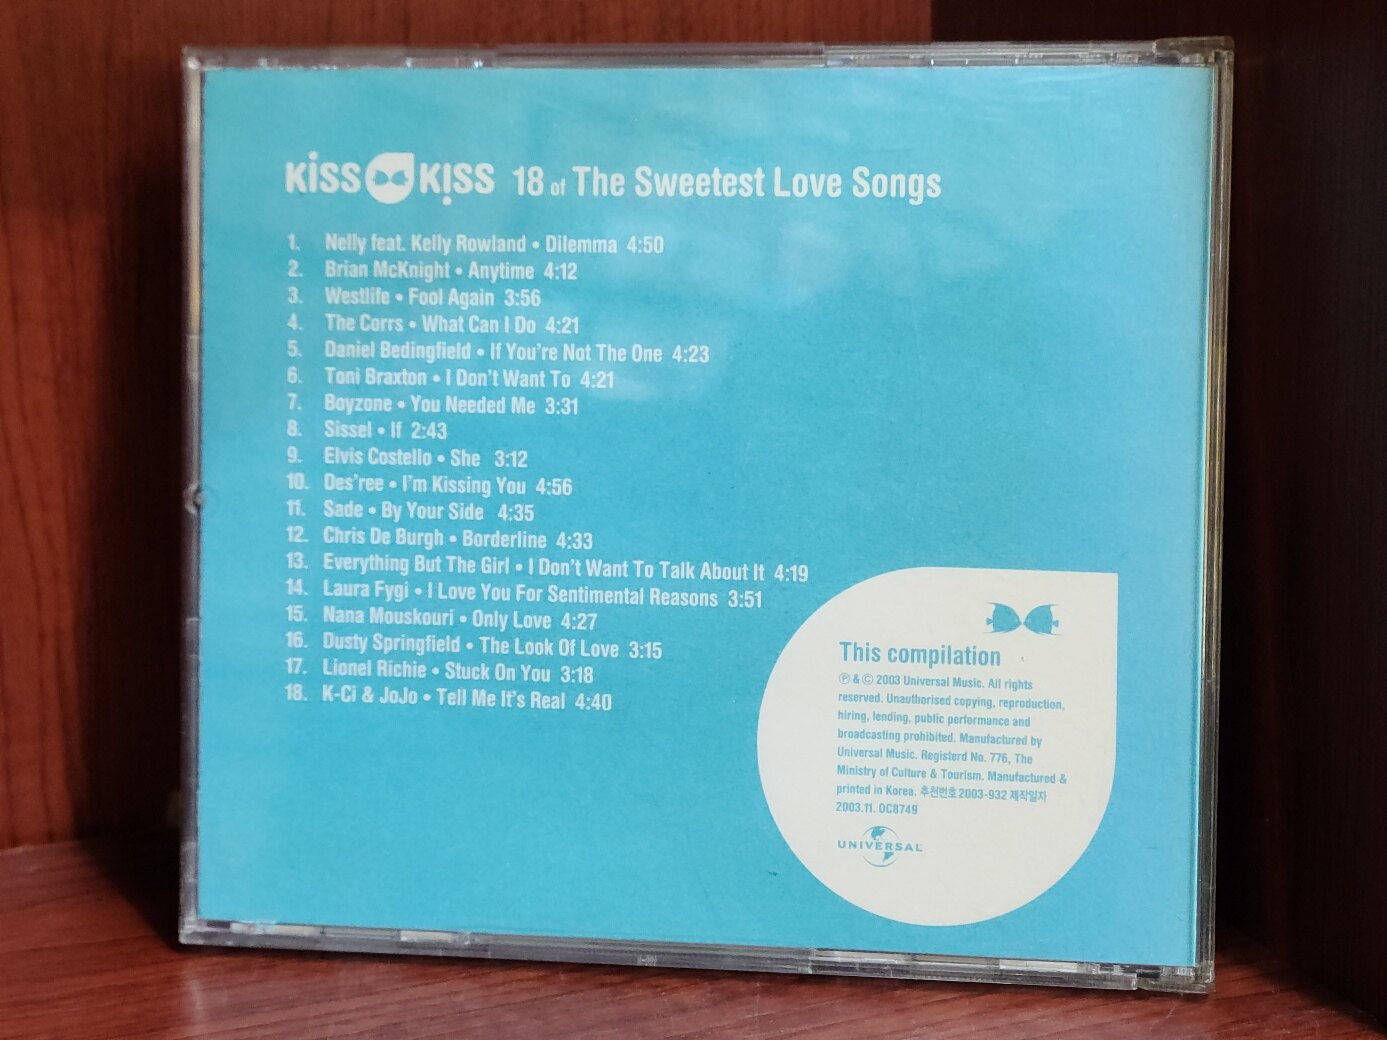 Kiss Kiss 18 of The Sweetest Love Songs
1. Nelly feat. Kelly Rowland • Dilemma 4:50
2. Brian McKnight • Anytime 4:12
3. Westlife • Fool Again 3:56
4. The Corrs • What Can I Do 4:21
5. Daniel Bedingfield • If You're Not The One 4:23
6. Toni Braxton • I Don't Want To 4:21
7. Boyzone • You Needed Me 3:31
8. Sissel • If 2:43
9. Elvis Costello • She 3:12
10. Des'ree • I'm Kissing You 4:56
11. Sade • By Your Side 4:35
12. Chris De Burgh • Borderline 4:33
13. Everything But The Girl • I Don't Want To Talk About It 4:19
14. Laura Fygi • I Love You For Sentimental Reasons 3:51
15. Nana Mouskouri • Only Love 4:27
16. Dusty Springfield • The Look Of Love 3:15
17. Lionel Richie • Stuck On You 3:18
18. K-Ci & JoJo • Tell Me It's Real 4:40
This compilation
℗ & © 2003 Universal Music. All rights
reserved. Unauthorised copying, reproduction,
hiring, lending, public performance and
broadcasting prohibited. Manufactured by
Universal Music. Registerd No. 776, The
Ministry of Culture & Tourism. Manufactured &
printed in Korea. 추천번호 2003-932 제작일자
2003.11. DC8749
UNIVERSAL